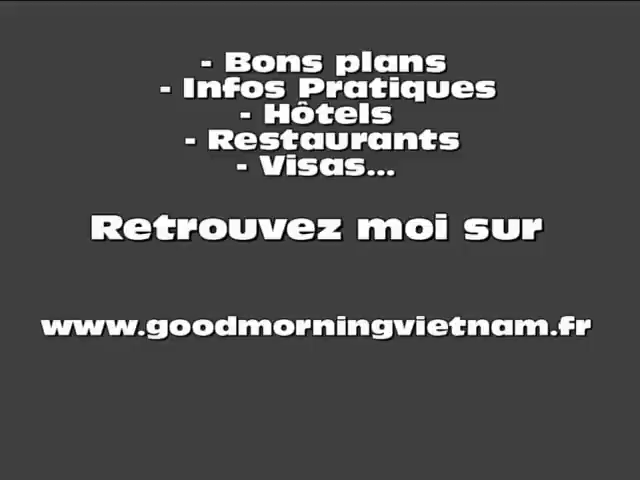 - Bons plans
- Infos Pratiques
- Hôtels
- Restaurants
- Visas...
Retrouvez moi sur
www.goodmorningvietnam.fr